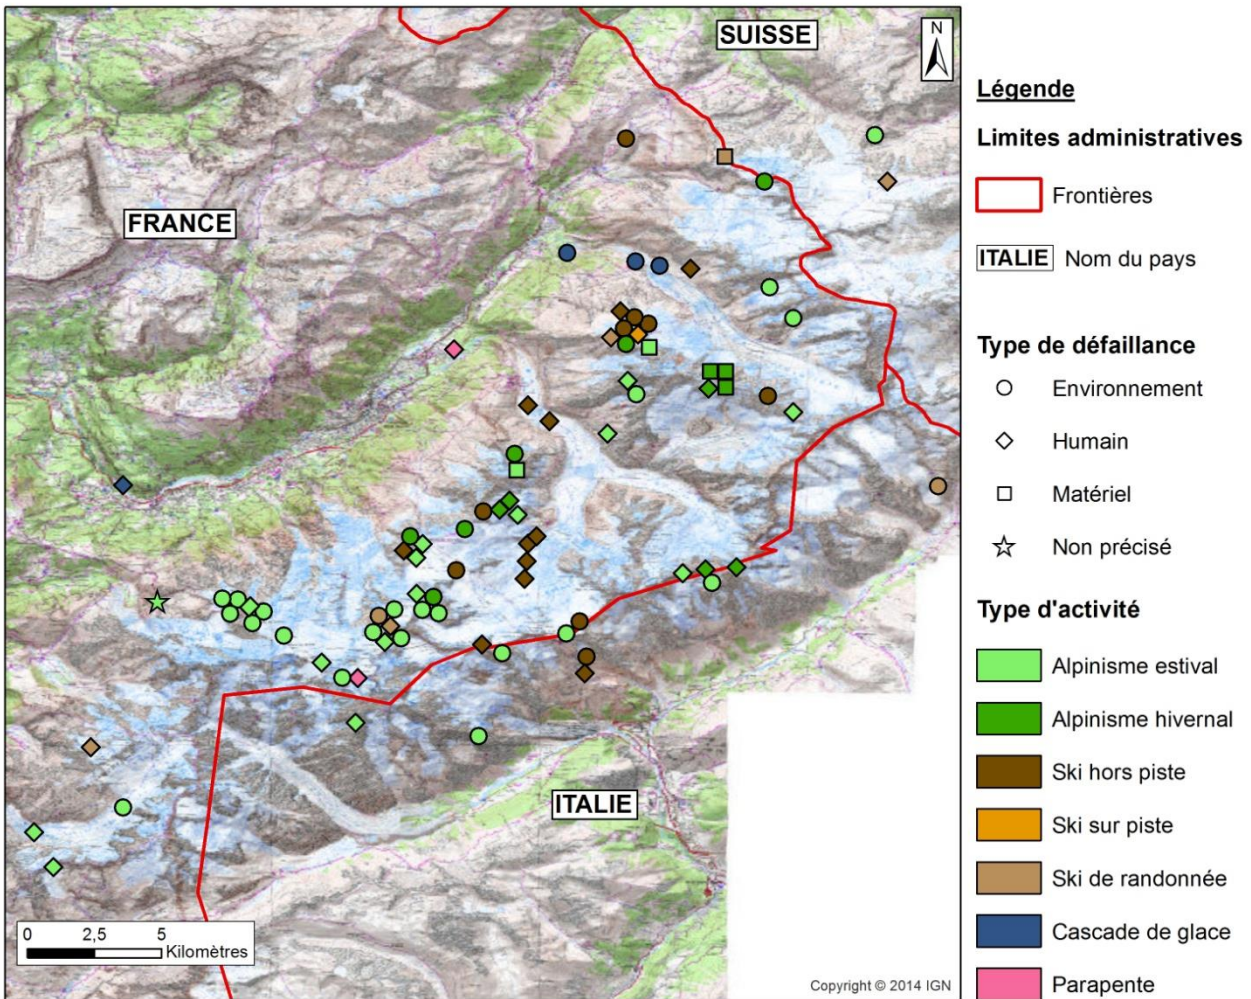 SUISSE
N
FRANCE
ITALIE
0 2,5 5
Kilomètres
Copyright © 2014 IGN
Légende
Limites administratives
Frontières
ITALIE Nom du pays
Type de défaillance
Environnement
Humain
Matériel
Non précisé
Type d'activité
Alpinisme estival
Alpinisme hivernal
Ski hors piste
Ski sur piste
Ski de randonnée
Cascade de glace
Parapente